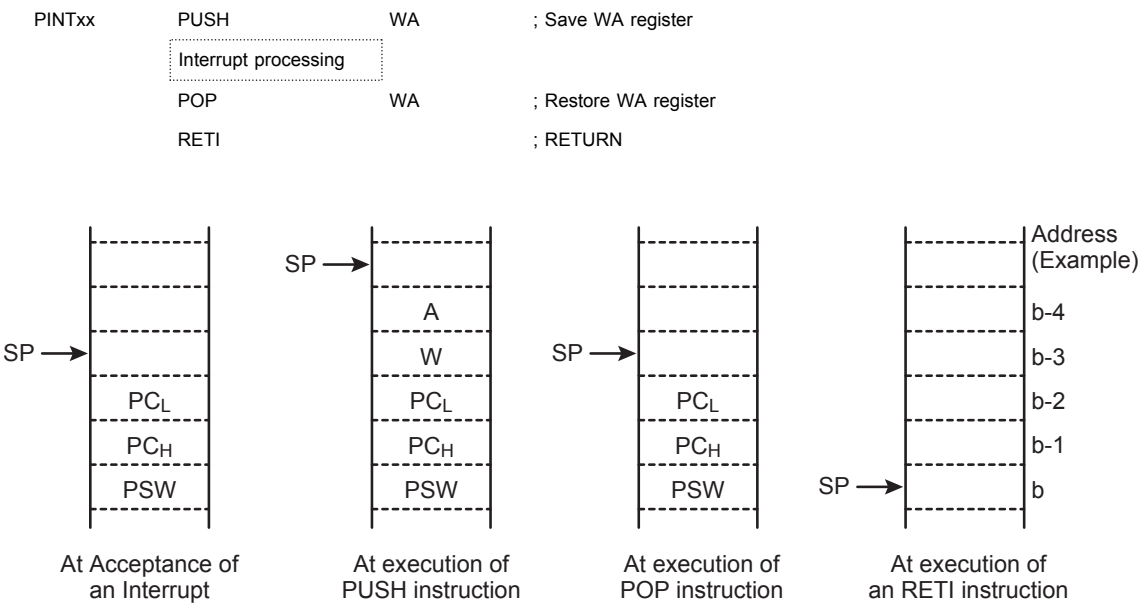 PINTxx PUSH WA ; Save WA register
Interrupt processing
POP WA ; Restore WA register
RETI ; RETURN
Address
(Example)
SP
A
b-4
SP
W
SP
b-3
PCL
PCL
PCL
b-2
PCH
PCH
PCH
b-1
PSW
PSW
PSW
SP
b
At Acceptance of
an Interrupt
At execution of
PUSH instruction
At execution of
POP instruction
At execution of
an RETI instruction